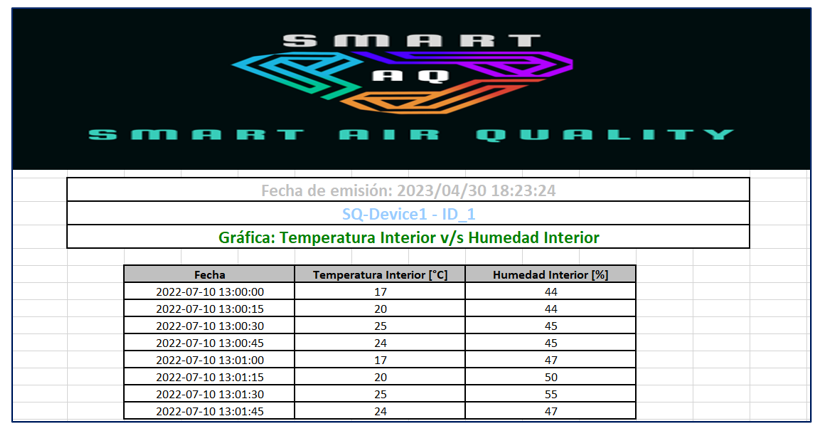 SMART
AQ
SMART AIR QUALITY
Fecha de emisión: 2023/04/30 18:23:24
SQ-Device1 - ID_1
Gráfica: Temperatura Interior v/s Humedad Interior
Fecha Temperatura Interior [°C] Humedad Interior [%]
2022-07-10 13:00:00 17 44
2022-07-10 13:00:15 20 44
2022-07-10 13:00:30 25 45
2022-07-10 13:00:45 24 45
2022-07-10 13:01:00 17 47
2022-07-10 13:01:15 20 50
2022-07-10 13:01:30 25 55
2022-07-10 13:01:45 24 47